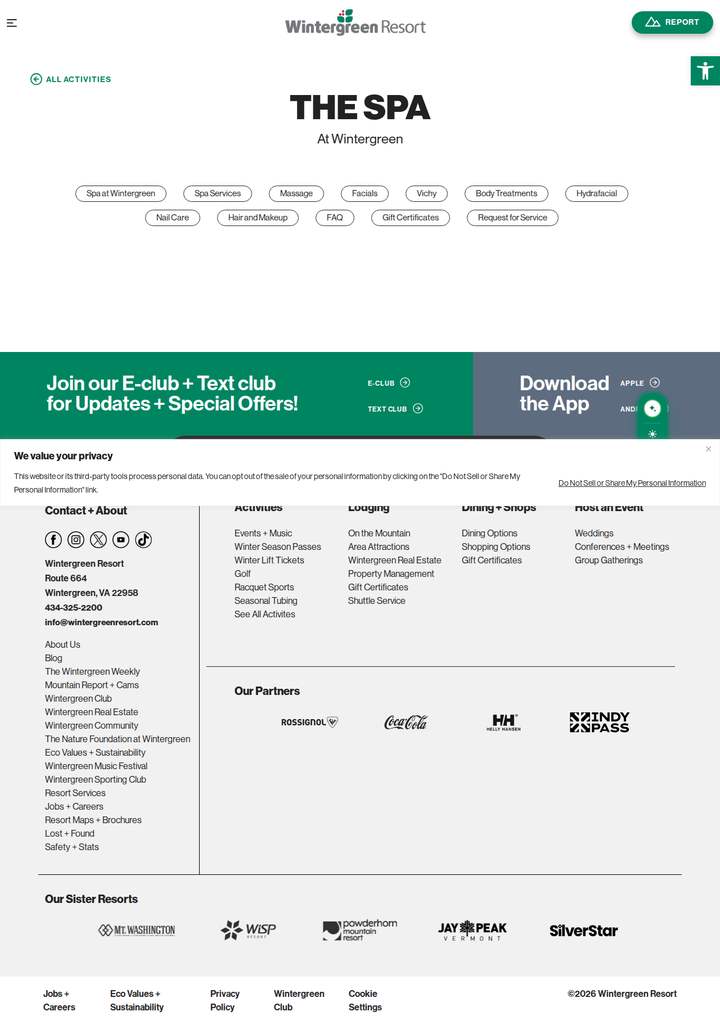 Wintergreen Resort
REPORT
ALL ACTIVITIES
THE SPA
At Wintergreen
Spa at Wintergreen
Spa Services
Massage
Facials
Vichy
Body Treatments
Hydrafacial
Nail Care
Hair and Makeup
FAQ
Gift Certificates
Request for Service
Join our E-club + Text club
for Updates + Special Offers!
E-CLUB
TEXT CLUB
Download
the App
APPLE
We value your privacy
This website or its third-party tools process personal data. You can opt out of the sale of your personal information by clicking on the "Do Not Sell or Share My
Personal Information" link.
Do Not Sell or Share My Personal Information
Contact + About
Wintergreen Resort
Route 664
Wintergreen, VA 22958
434-325-2200
info@wintergreenresort.com
About Us
Blog
The Wintergreen Weekly
Mountain Report + Cams
Wintergreen Club
Wintergreen Real Estate
Wintergreen Community
The Nature Foundation at Wintergreen
Eco Values + Sustainability
Wintergreen Music Festival
Wintergreen Sporting Club
Resort Services
Jobs + Careers
Resort Maps + Brochures
Lost + Found
Safety + Stats
Activities
Events + Music
Winter Season Passes
Winter Lift Tickets
Golf
Racquet Sports
Seasonal Tubing
See All Activites
Lodging
On the Mountain
Area Attractions
Wintergreen Real Estate
Property Management
Gift Certificates
Shuttle Service
Dining + Shops
Dining Options
Shopping Options
Gift Certificates
Host an Event
Weddings
Conferences + Meetings
Group Gatherings
Our Partners
ROSSIGNOL
Coca-Cola
HH
HELLY HANSEN
INDY
PASS
Our Sister Resorts
MT. WASHINGTON
WISP
RESORT
powderhorn
mountain
resort
JAY PEAK
VERMONT
SilverStar
Jobs +
Careers
Eco Values +
Sustainability
Privacy
Policy
Wintergreen
Club
Cookie
Settings
©2026 Wintergreen Resort